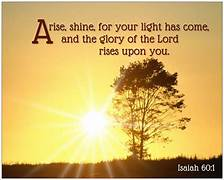 Arise, shine, for your light has come,
and the glory of the Lord
rises upon you.
Isaiah 60:1